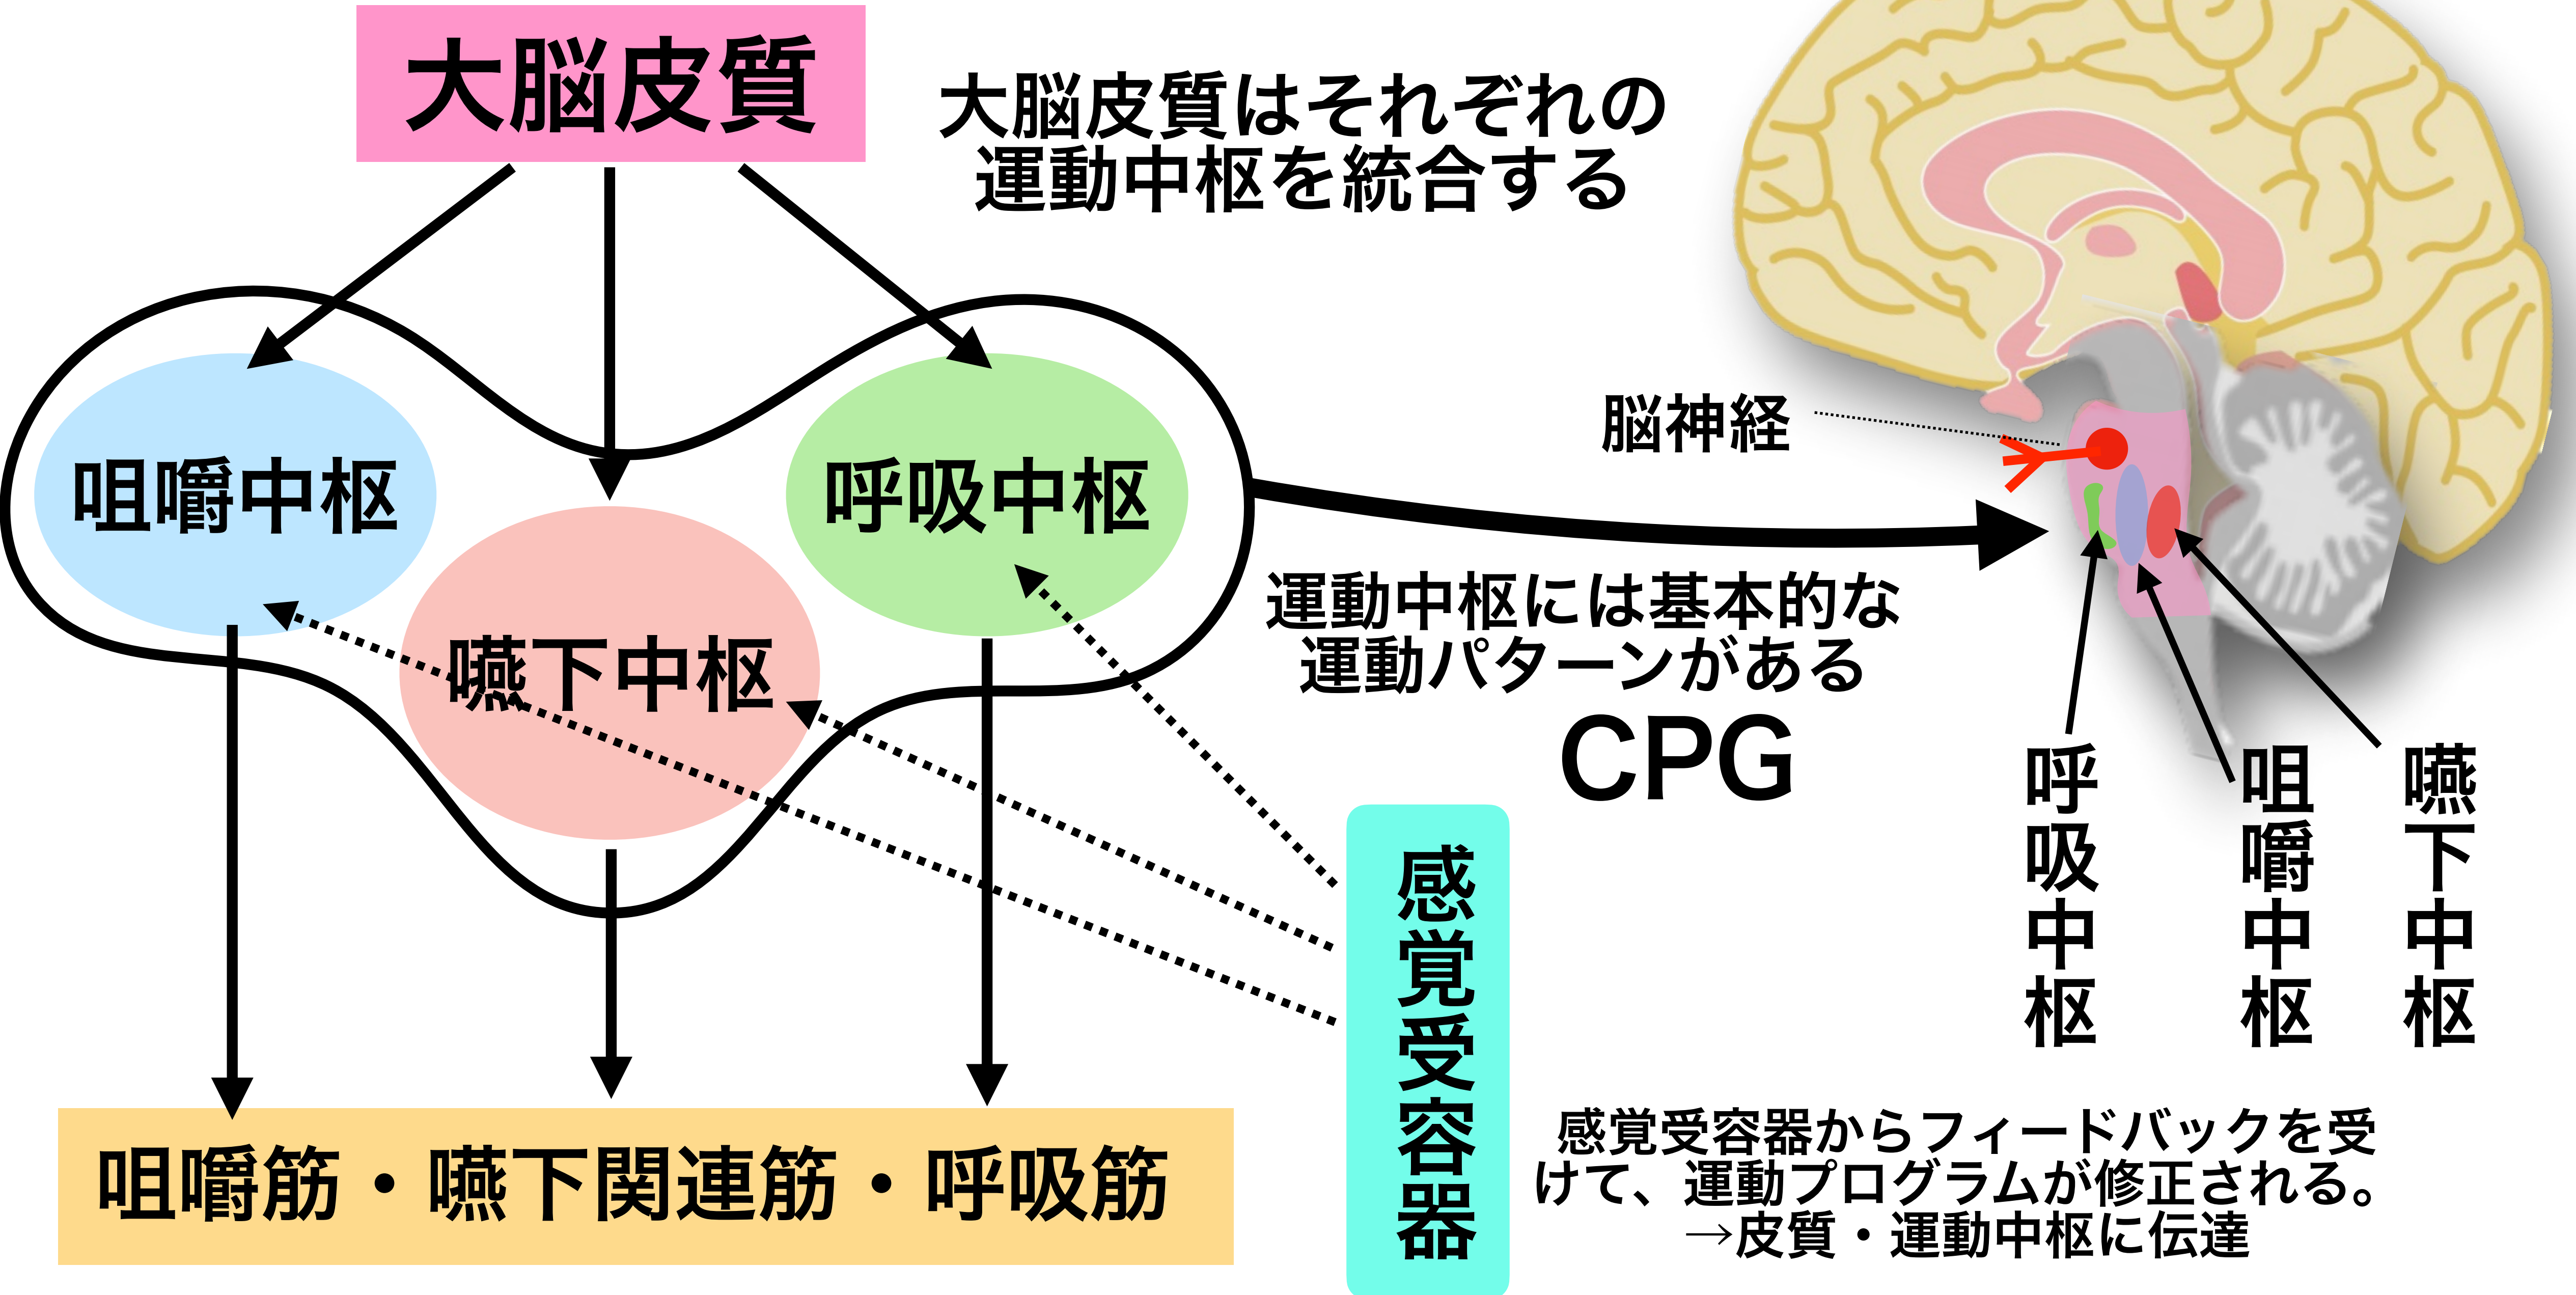 大脳皮質
大脳皮質はそれぞれの
運動中枢を統合する
咀嚼中枢
嚥下中枢
呼吸中枢
脳神経
運動中枢には基本的な
運動パターンがある
CPG
呼吸中枢
咀嚼中枢
嚥下中枢
感覚受容器
咀嚼筋・嚥下関連筋・呼吸筋
感覚受容器からフィードバックを受
けて、運動プログラムが修正される。
→皮質・運動中枢に伝達